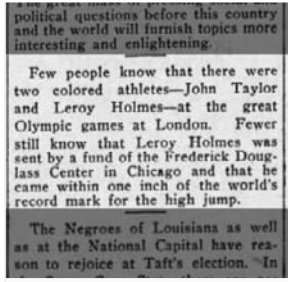 political questions before this country
and the world will furnish topics more
interesting and enlightening.
Few people know that there were
two colored athletes—John Taylor
and Leroy Holmes—at the great
Olympic games at London. Fewer
still know that Leroy Holmes was
sent by a fund of the Frederick Doug-
lass Center in Chicago and that he
came within one inch of the world's
record mark for the high jump.
The Negroes of Louisiana as well
as at the National Capital have rea-
son to rejoice at Taft's election. In